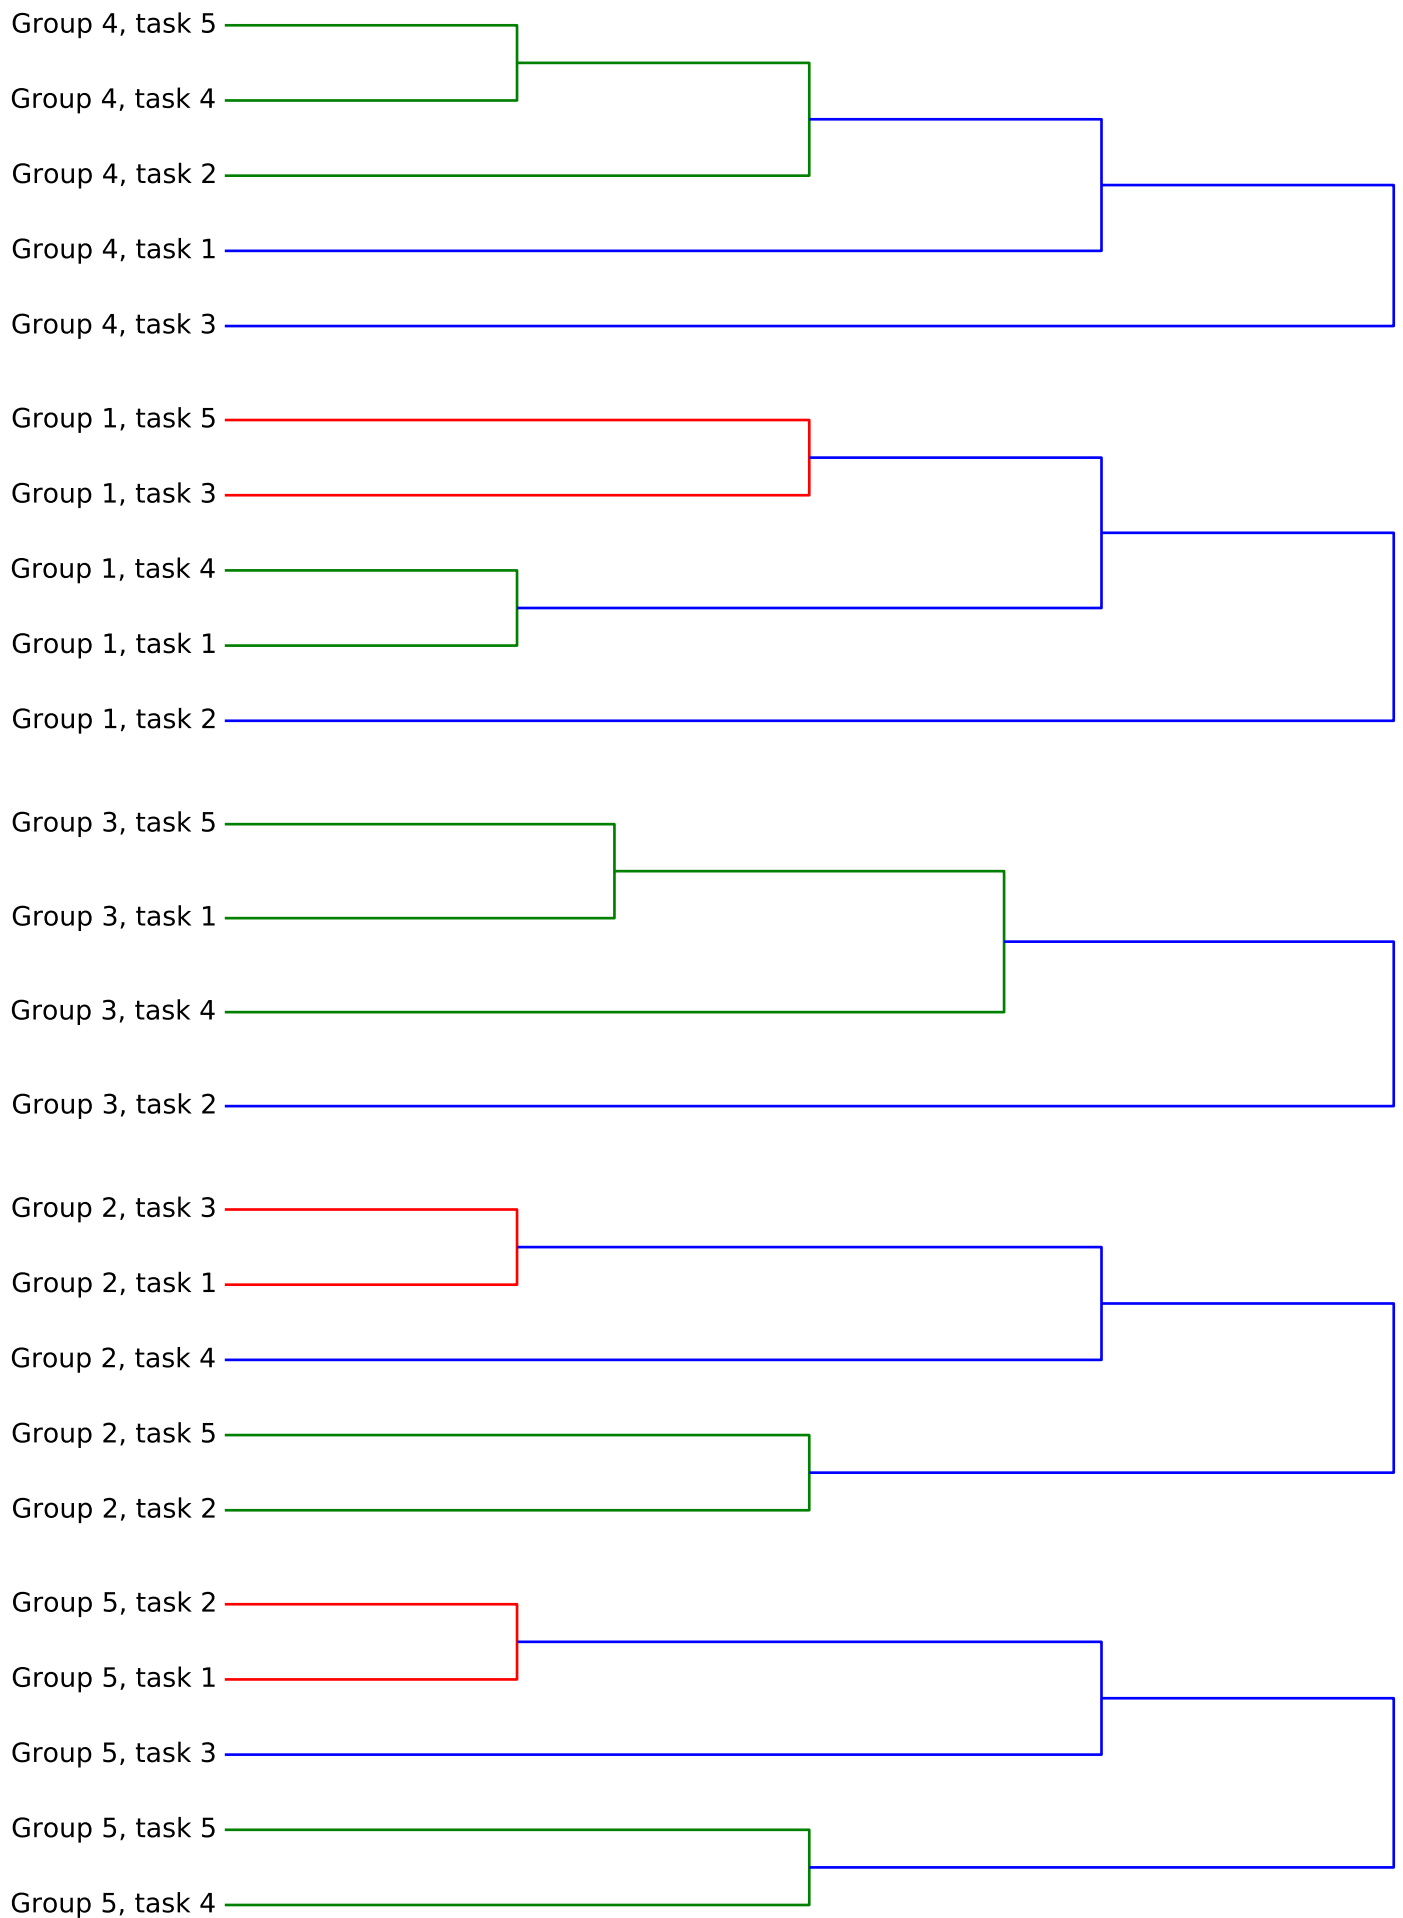 Group 4, task 5
Group 4, task 4
Group 4, task 2
Group 4, task 1
Group 4, task 3
Group 1, task 5
Group 1, task 3
Group 1, task 4
Group 1, task 1
Group 1, task 2
Group 3, task 5
Group 3, task 1
Group 3, task 4
Group 3, task 2
Group 2, task 3
Group 2, task 1
Group 2, task 4
Group 2, task 5
Group 2, task 2
Group 5, task 2
Group 5, task 1
Group 5, task 3
Group 5, task 5
Group 5, task 4